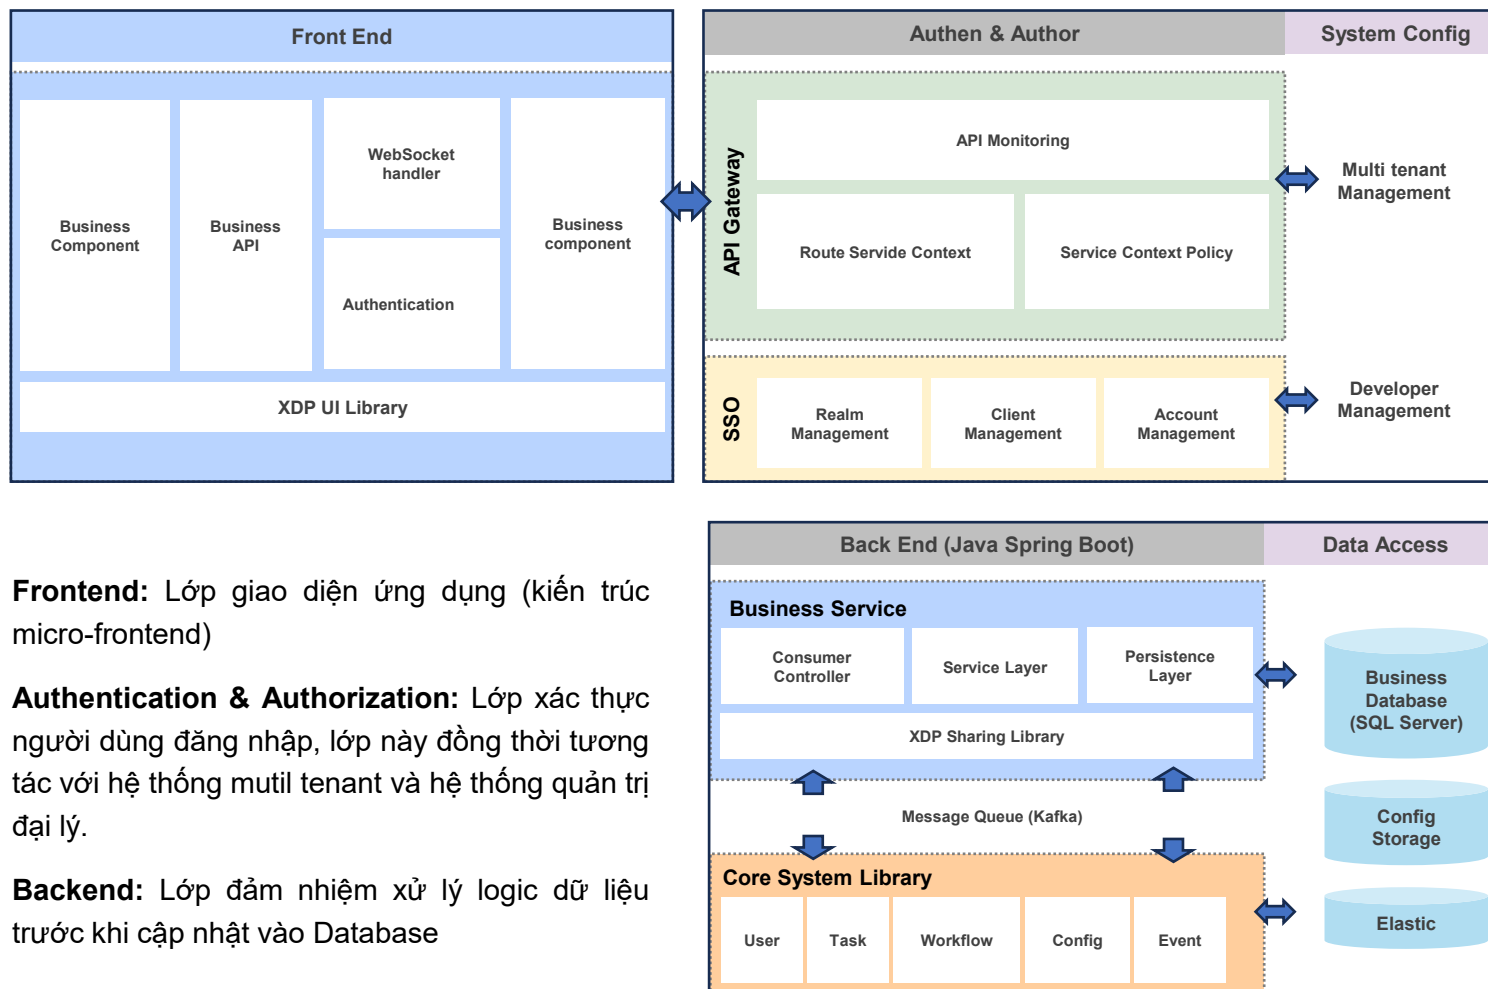 Front End
Business
Component
Business
API
WebSocket
handler
Authentication
Business
component
XDP UI Library
Authen & Author
System Config
API Gateway
API Monitoring
Route Servide Context
Service Context Policy
Multi tenant
Management
SSO
Realm
Management
Client
Management
Account
Management
Developer
Management
Frontend: Lớp giao diện ứng dụng (kiến trúc
micro-frontend)
Authentication & Authorization: Lớp xác thực
người dùng đăng nhập, lớp này đồng thời tương
tác với hệ thống mutil tenant và hệ thống quản trị
đại lý.
Backend: Lớp đảm nhiệm xử lý logic dữ liệu
trước khi cập nhật vào Database
Back End (Java Spring Boot)
Data Access
Business Service
Consumer
Controller
Service Layer
Persistence
Layer
XDP Sharing Library
Business
Database
(SQL Server)
Message Queue (Kafka)
Config
Storage
Core System Library
User
Task
Workflow
Config
Event
Elastic